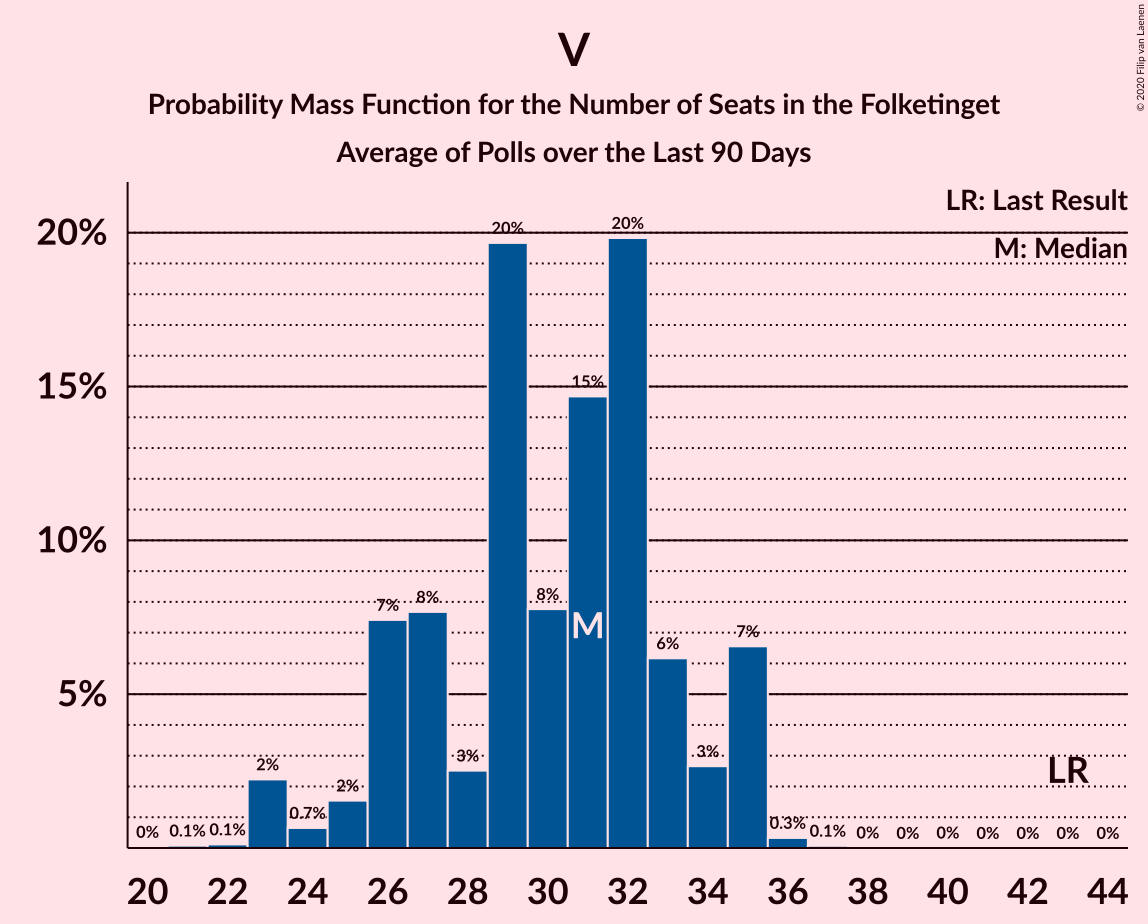 V
Probability Mass Function for the Number of Seats in the Folketinget
Average of Polls over the Last 90 Days
© 2020 Filip van Laenen
LR: Last Result
M: Median
20%
15%
10%
5%
0% 0.1% 0.1% 2% 0.7% 2% 7% 8% 3% 20% 8% 15% 20% 6% 3% 7% 0.3% 0.1% 0% 0% 0% 0% 0% 0% 0%
M
LR
20 22 24 26 28 30 32 34 36 38 40 42 44